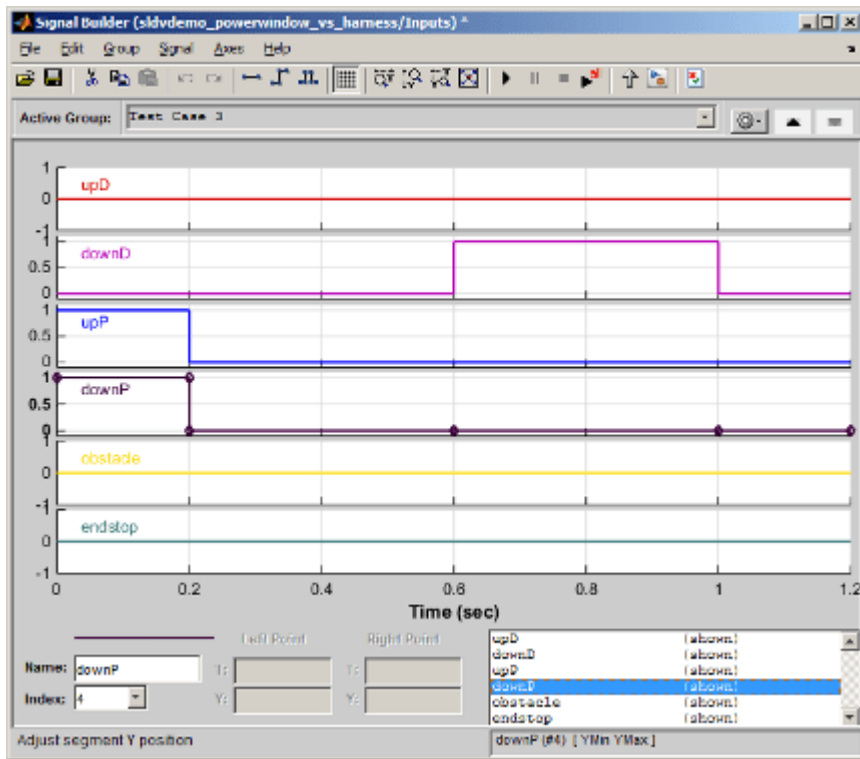 Signal Builder (sldvdemo_powerwindow_vs_harness/Inputs) *
File Edit Group Signal Axes Help
Active Group: Test Case 3
1
0
-1
upD
1
0.5
0
downD
1
0.5
0
upP
1
0.5
0
downP
1
0
-1
obstacle
1
0
-1
endstop
0 0.2 0.4 0.6 0.8 1 1.2
Time (sec)
Left Point Right Point
Name: downP T: T:
Index: 4 Y: Y:
upD (shown)
downD (shown)
upP (shown)
downP (shown)
obstacle (shown)
endstop (shown)
Adjust segment Y position
downP (#4) [ YMin YMax ]